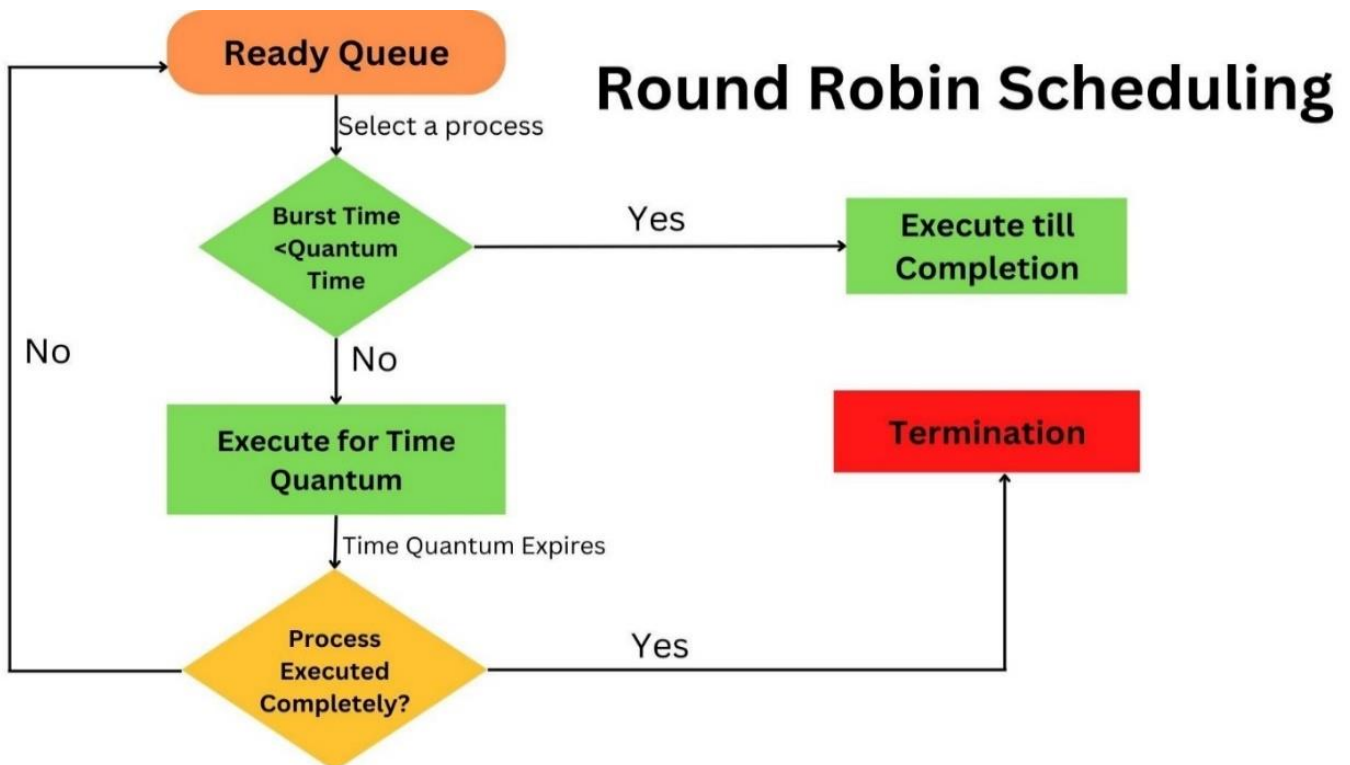 Ready Queue
Round Robin Scheduling
Select a process
Burst Time
<Quantum
Time
Yes
Execute till
Completion
No
No
Execute for Time
Quantum
Termination
Time Quantum Expires
Process
Executed
Completely?
Yes